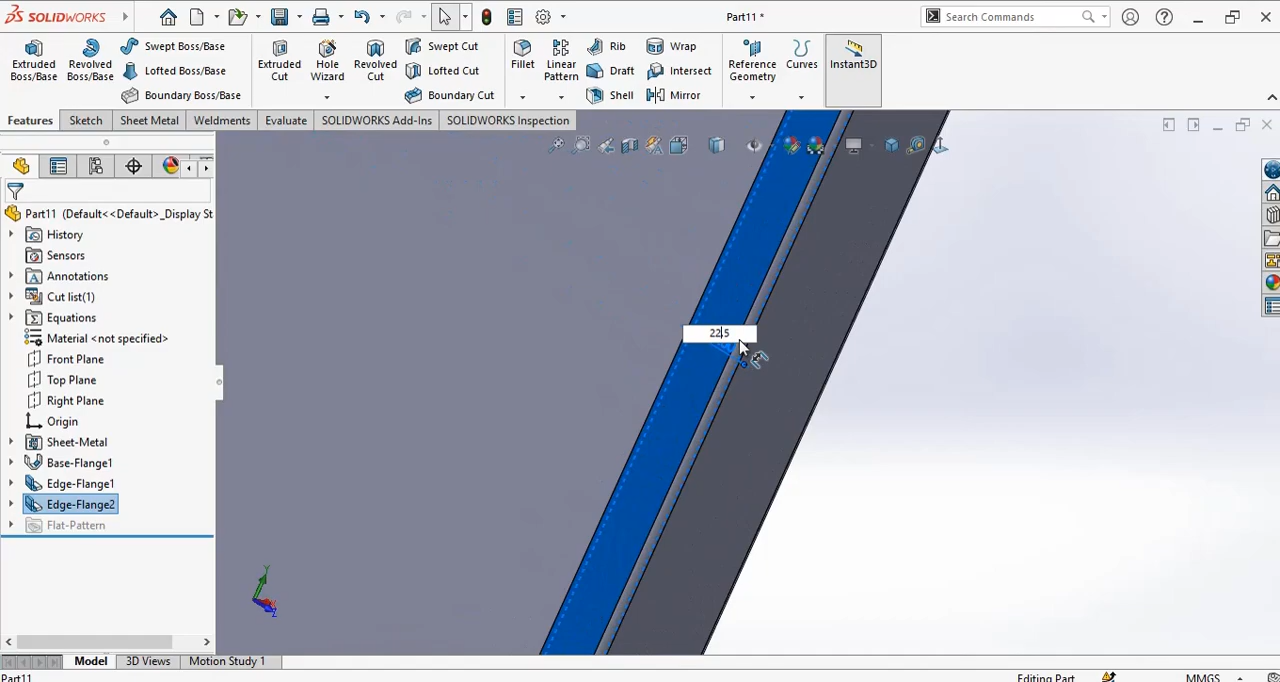 SOLIDWORKS
Part11 *
Search Commands
Extruded Boss/Base
Revolved Boss/Base
Swept Boss/Base
Lofted Boss/Base
Boundary Boss/Base
Extruded Cut
Hole Wizard
Revolved Cut
Swept Cut
Lofted Cut
Boundary Cut
Fillet
Linear Pattern
Rib
Draft
Shell
Wrap
Intersect
Mirror
Reference Geometry
Curves
Instant3D
Features
Sketch
Sheet Metal
Weldments
Evaluate
SOLIDWORKS Add-Ins
SOLIDWORKS Inspection
Part11 (Default<<Default>_Display St
History
Sensors
Annotations
Cut list(1)
Equations
Material <not specified>
Front Plane
Top Plane
Right Plane
Origin
Sheet-Metal
Base-Flange1
Edge-Flange1
Edge-Flange2
Flat-Pattern
22.5
Y
Z
Model
3D Views
Motion Study 1
Part11
Editing Part
MMGS